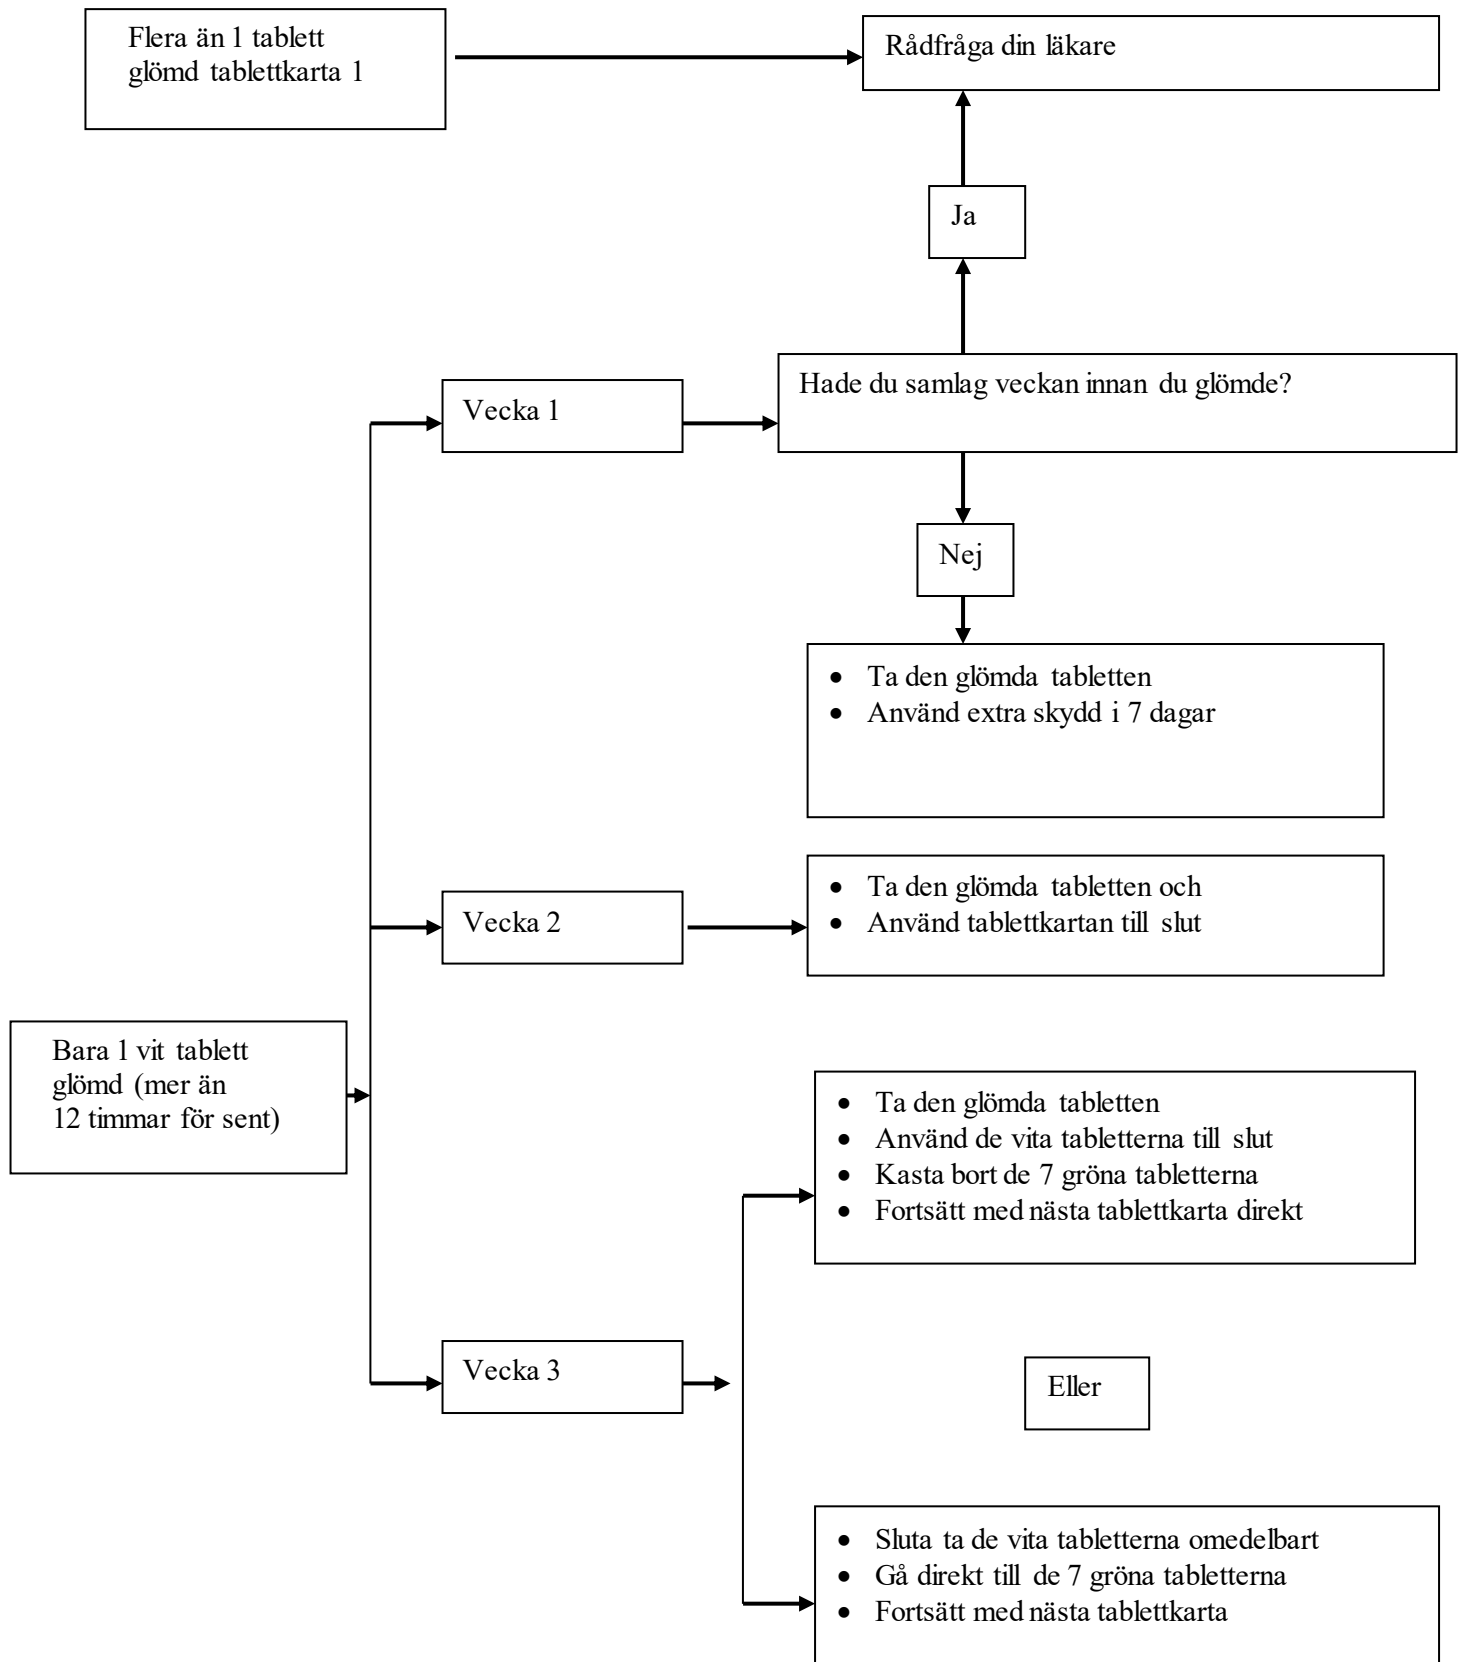 Flera än 1 tablett
glömd tablettkarta 1
Rådfråga din läkare
Ja
Hade du samlag veckan innan du glömde?
Vecka 1
Nej
• Ta den glömda tabletten
• Använd extra skydd i 7 dagar
• Ta den glömda tabletten och
• Använd tablettkartan till slut
Vecka 2
Bara 1 vit tablett
glömd (mer än
12 timmar för sent)
• Ta den glömda tabletten
• Använd de vita tabletterna till slut
• Kasta bort de 7 gröna tabletterna
• Fortsätt med nästa tablettkarta direkt
Vecka 3
Eller
• Sluta ta de vita tabletterna omedelbart
• Gå direkt till de 7 gröna tabletterna
• Fortsätt med nästa tablettkarta